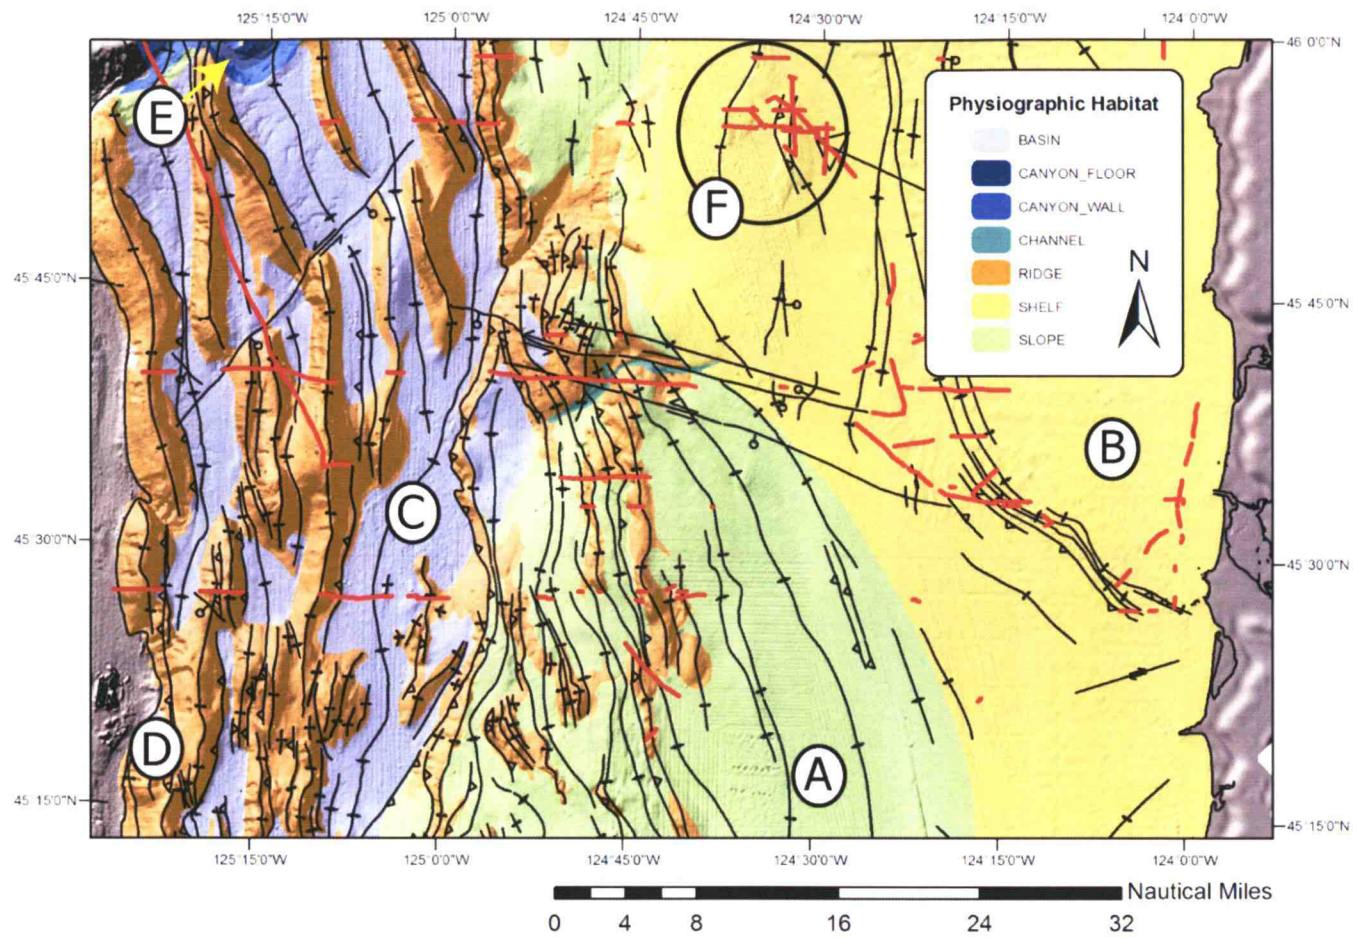 125°15'0"W 125°0'0"W 124°45'0"W 124°30'0"W 124°15'0"W 124°0'0"W
46°0'0"N
E
F
Physiographic Habitat
BASIN
CANYON_FLOOR
CANYON_WALL
CHANNEL
RIDGE
SHELF
SLOPE
N
45°45'0"N 45°45'0"N
B
C
45°30'0"N 45°30'0"N
D
A
45°15'0"N 45°15'0"N
125°15'0"W 125°0'0"W 124°45'0"W 124°30'0"W 124°15'0"W 124°0'0"W
Nautical Miles
0 4 8 16 24 32